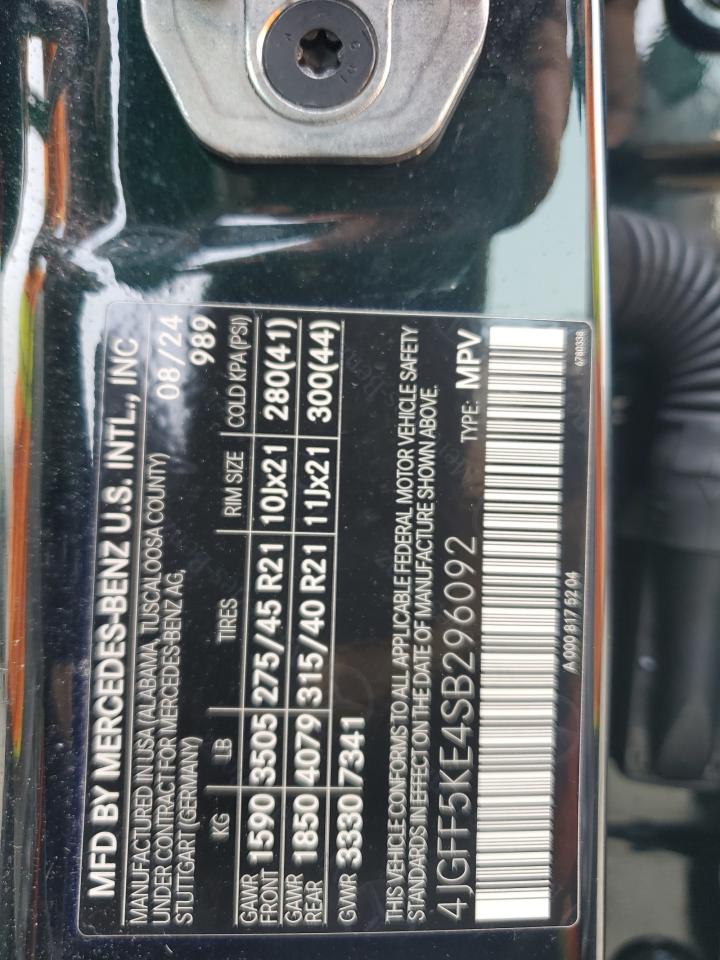 MFD BY MERCEDES-BENZ U.S. INTL., INC
MANUFACTURED IN USA (ALABAMA, TUSCALOOSA COUNTY) 08/24
UNDER CONTRACT FOR MERCEDES-BENZ AG,
STUTTGART (GERMANY) 989
KG LB TIRES RIM SIZE COLD KPA (PSI)
GAWR FRONT 1590 3505 275/45 R21 10Jx21 280(41)
GAWR REAR 1850 4079 315/40 R21 11Jx21 300(44)
GVWR 3330 7341
THIS VEHICLE CONFORMS TO ALL APPLICABLE FEDERAL MOTOR VEHICLE SAFETY
STANDARDS IN EFFECT ON THE DATE OF MANUFACTURE SHOWN ABOVE.
4JGFF5KE4SB296092 TYPE: MPV
A 000 817 52 04 6780338